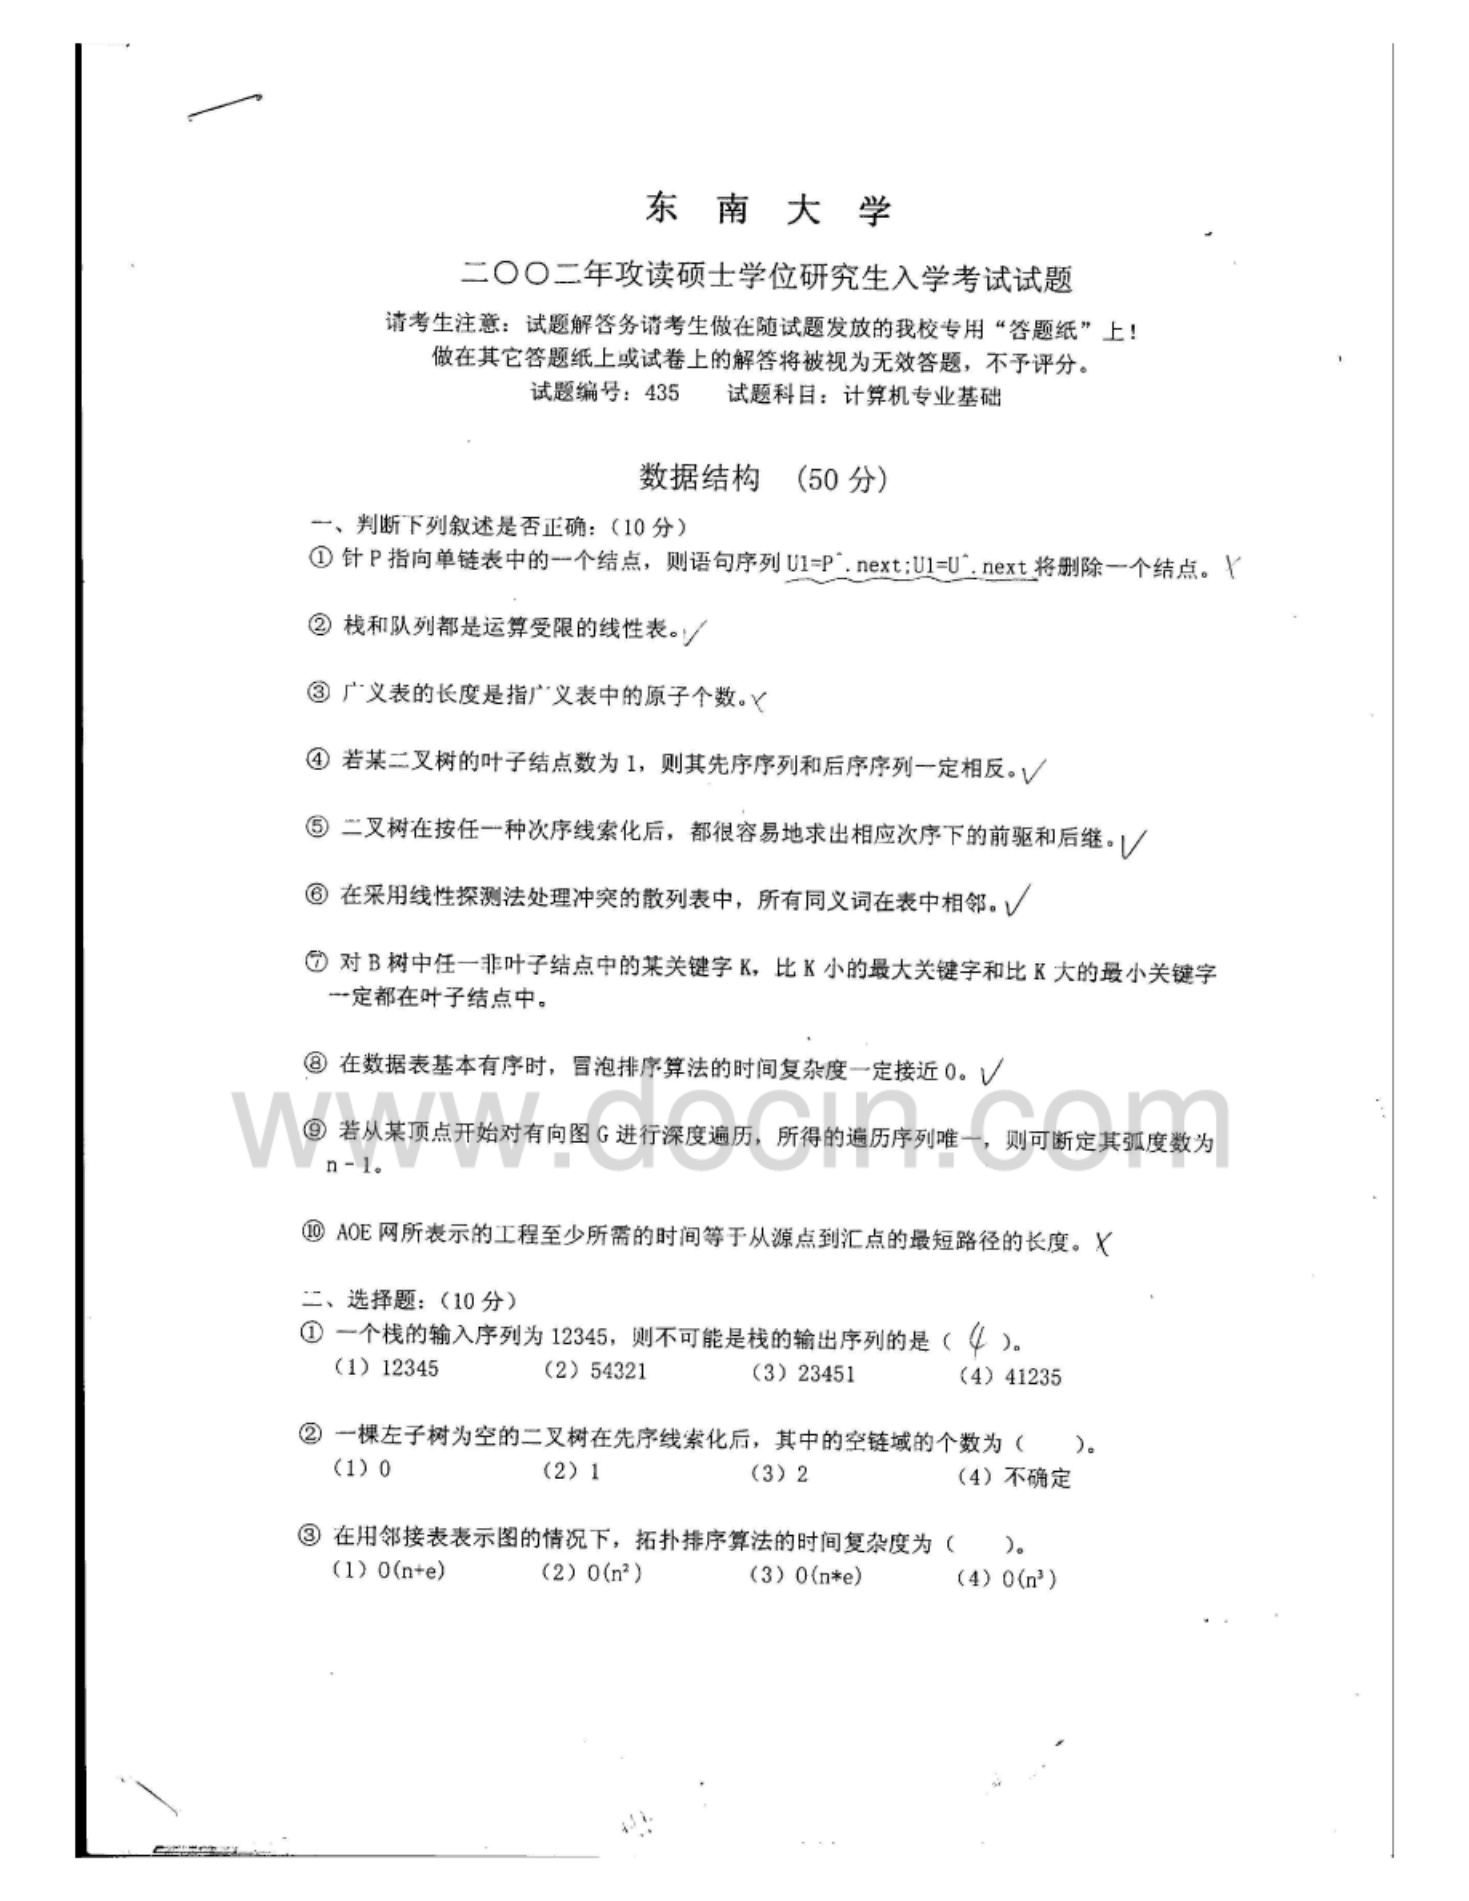 东 南 大 学
二〇〇二年攻读硕士学位研究生入学考试试题
请考生注意：试题解答务请考生做在随试题发放的我校专用“答题纸”上！
做在其它答题纸上或试卷上的解答将被视为无效答题，不予评分。
试题编号：435 试题科目：计算机专业基础
数据结构 （50 分）
一、判断下列叙述是否正确：（10 分）
① 针 P 指向单链表中的一个结点，则语句序列 U1=P^.next;U1=U^.next 将删除一个结点。 ×
② 栈和队列都是运算受限的线性表。 √
③ 广义表的长度是指广义表中的原子个数。 ×
④ 若某二叉树的叶子结点数为 1，则其先序序列和后序序列一定相反。 √
⑤ 二叉树在按任一种次序线索化后，都很容易地求出相应次序下的前驱和后继。 √
⑥ 在采用线性探测法处理冲突的散列表中，所有同义词在表中相邻。 √
⑦ 对 B 树中任一非叶子结点中的某关键字 K，比 K 小的最大关键字和比 K 大的最小关键字
一定都在叶子结点中。
⑧ 在数据表基本有序时，冒泡排序算法的时间复杂度一定接近 0。 √
www.docin.com
⑨ 若从某顶点开始对有向图 G 进行深度遍历，所得的遍历序列唯一，则可断定其弧度数为
n－1。
⑩ AOE 网所表示的工程至少所需的时间等于从源点到汇点的最短路径的长度。 ×
二、选择题：（10 分）
① 一个栈的输入序列为 12345，则不可能是栈的输出序列的是（ 4 ）。
（1）12345 （2）54321 （3）23451 （4）41235
② 一棵左子树为空的二叉树在先序线索化后，其中的空链域的个数为（ ）。
（1）0 （2）1 （3）2 （4）不确定
③ 在用邻接表表示图的情况下，拓扑排序算法的时间复杂度为（ ）。
（1）O(n+e) （2）O(n²) （3）O(n*e) （4）O(n³)